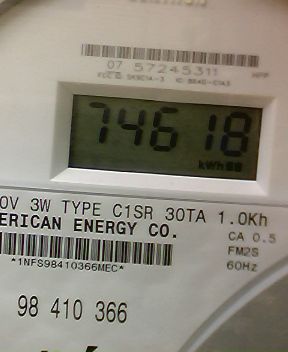 07 57245311
HPP
74618
kWh
0V 3W TYPE C1SR 30TA 1.0Kh
ERICAN ENERGY CO.
CA 0.5
FM2S
*1NFS98410366MEC*
60Hz
98 410 366